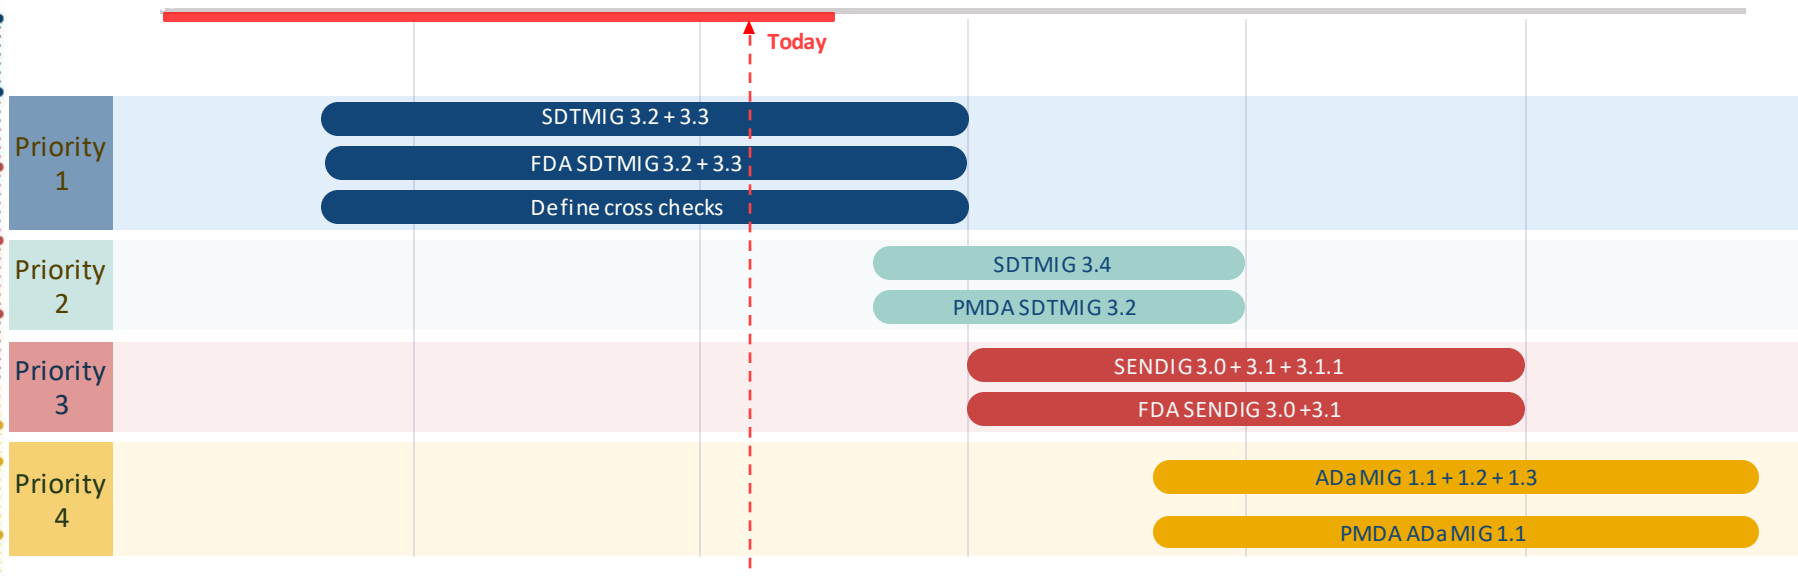 Today
Priority
1
SDTMIG 3.2 + 3.3
FDA SDTMIG 3.2 + 3.3
Define cross checks
Priority
2
SDTMIG 3.4
PMDA SDTMIG 3.2
Priority
3
SENDIG 3.0 + 3.1 + 3.1.1
FDA SENDIG 3.0 +3.1
Priority
4
ADaMIG 1.1 + 1.2 + 1.3
PMDA ADaMIG 1.1